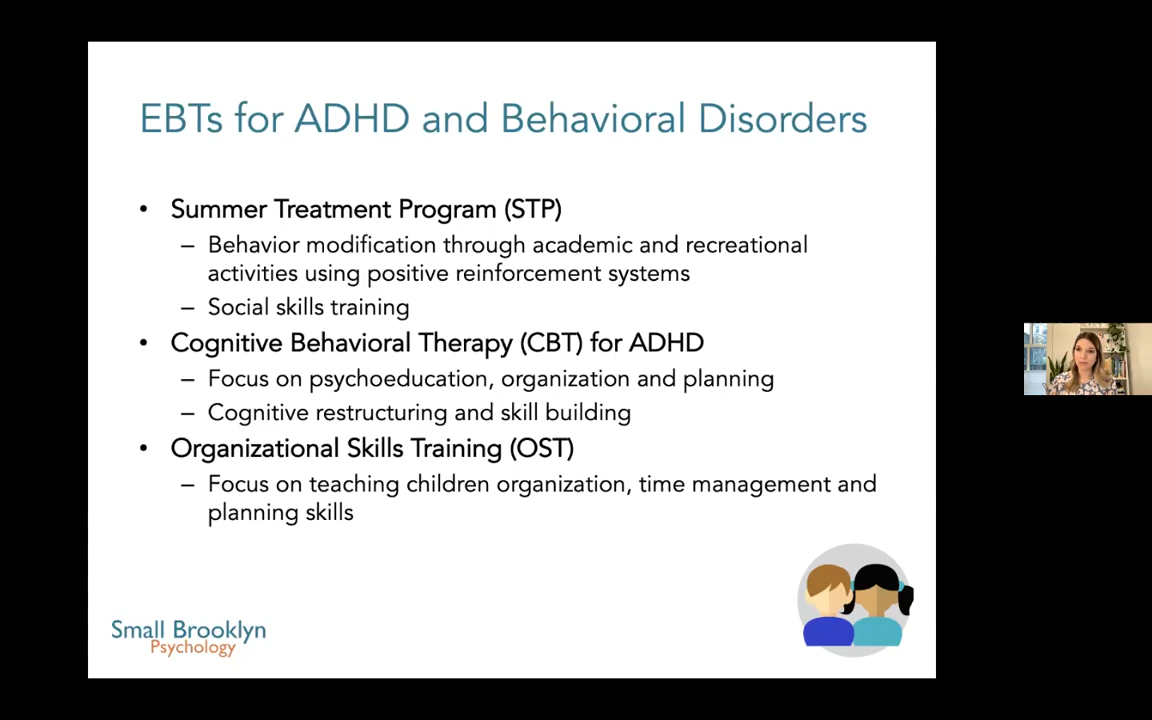 EBTs for ADHD and Behavioral Disorders
• Summer Treatment Program (STP)
– Behavior modification through academic and recreational
activities using positive reinforcement systems
– Social skills training
• Cognitive Behavioral Therapy (CBT) for ADHD
– Focus on psychoeducation, organization and planning
– Cognitive restructuring and skill building
• Organizational Skills Training (OST)
– Focus on teaching children organization, time management and
planning skills
Small Brooklyn
Psychology